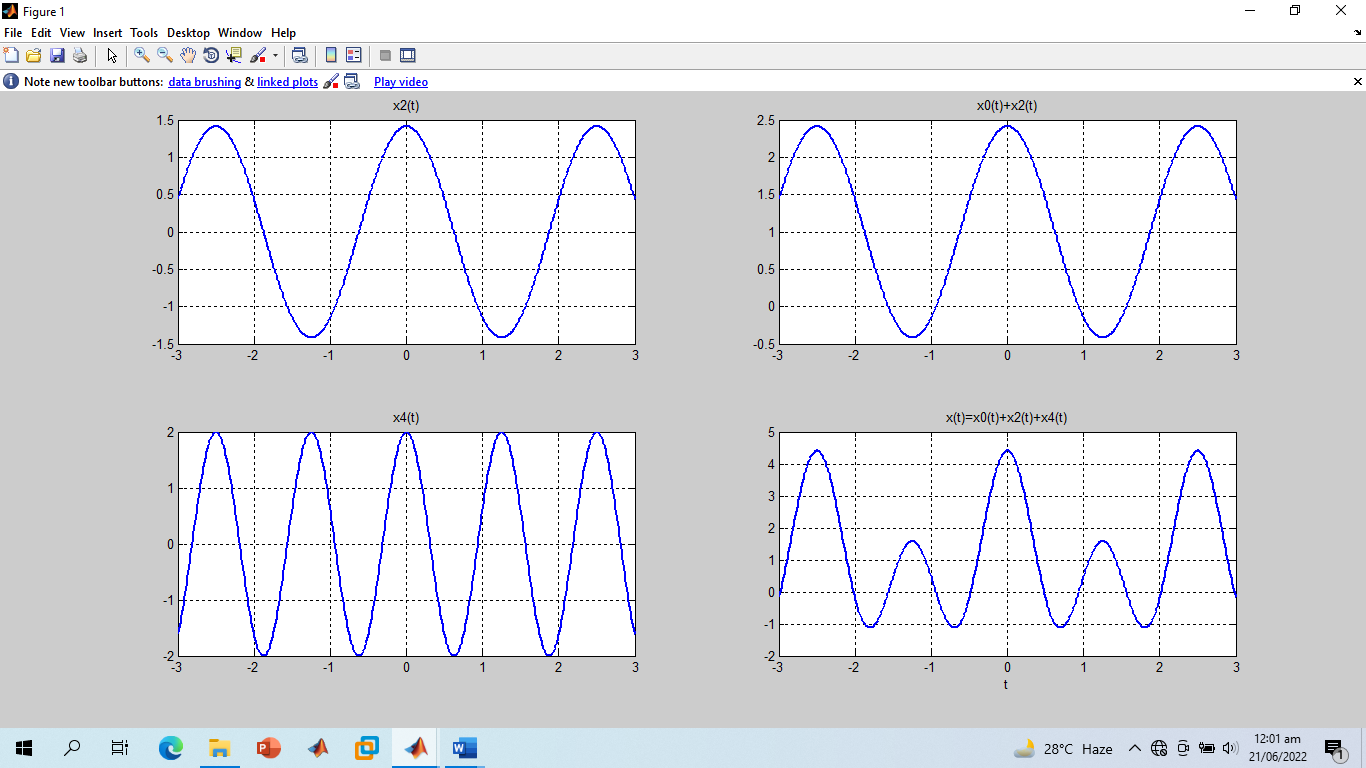 Figure 1
File Edit View Insert Tools Desktop Window Help
Note new toolbar buttons: data brushing & linked plots Play video
x2(t)
1.5
1
0.5
0
-0.5
-1
-1.5
-3 -2 -1 0 1 2 3
x0(t)+x2(t)
2.5
2
1.5
1
0.5
0
-0.5
-3 -2 -1 0 1 2 3
x4(t)
2
1
0
-1
-2
-3 -2 -1 0 1 2 3
x(t)=x0(t)+x2(t)+x4(t)
5
4
3
2
1
0
-1
-2
-3 -2 -1 0 1 2 3
t
28°C Haze
12:01 am
21/06/2022
1